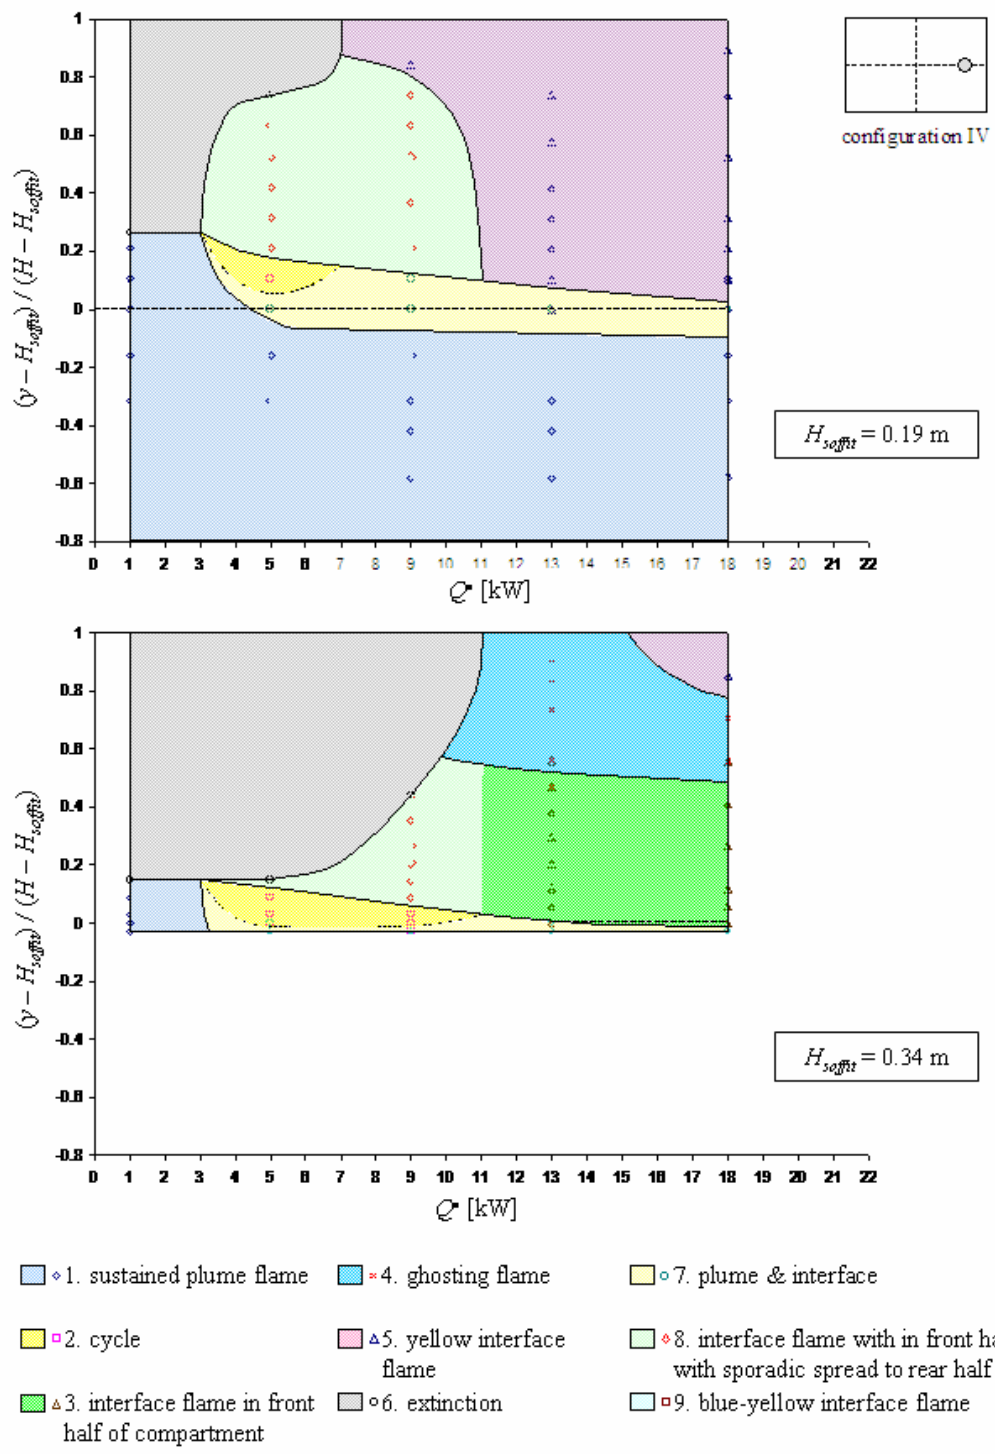 1
0.8
0.6
0.4
0.2
0
-0.2
-0.4
-0.6
-0.8
(y − H_soffit) / (H − H_soffit)
0 1 2 3 4 5 6 7 8 9 10 11 12 13 14 15 16 17 18 19 20 21 22
Q• [kW]
configuration IV
H_soffit = 0.19 m
1
0.8
0.6
0.4
0.2
0
-0.2
-0.4
-0.6
-0.8
(y − H_soffit) / (H − H_soffit)
0 1 2 3 4 5 6 7 8 9 10 11 12 13 14 15 16 17 18 19 20 21 22
Q• [kW]
H_soffit = 0.34 m
1. sustained plume flame
4. ghosting flame
7. plume & interface
2. cycle
5. yellow interface
flame
8. interface flame with in front ha
with sporadic spread to rear half
3. interface flame in front
half of compartment
6. extinction
9. blue-yellow interface flame